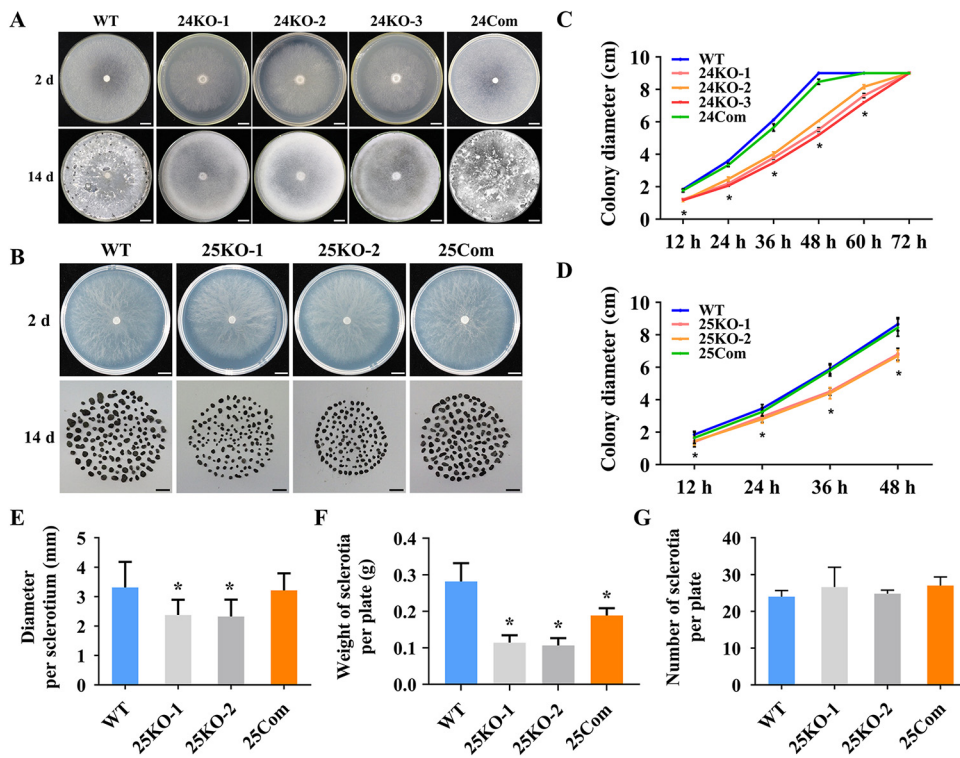 A
WT
24KO-1
24KO-2
24KO-3
24Com
2 d
14 d
B
WT
25KO-1
25KO-2
25Com
2 d
14 d
C
Colony diameter (cm)
10
8
6
4
2
0
WT
24KO-1
24KO-2
24KO-3
24Com
*
*
*
*
*
12 h
24 h
36 h
48 h
60 h
72 h
D
Colony diameter (cm)
10
8
6
4
2
0
WT
25KO-1
25KO-2
25Com
*
*
*
*
12 h
24 h
36 h
48 h
E
Diameter
per sclerotium (mm)
5
4
3
2
1
0
*
*
WT
25KO-1
25KO-2
25Com
F
Weight of sclerotia
per plate (g)
0.4
0.3
0.2
0.1
0.0
*
*
*
WT
25KO-1
25KO-2
25Com
G
Number of sclerotia
per plate
40
30
20
10
0
WT
25KO-1
25KO-2
25Com